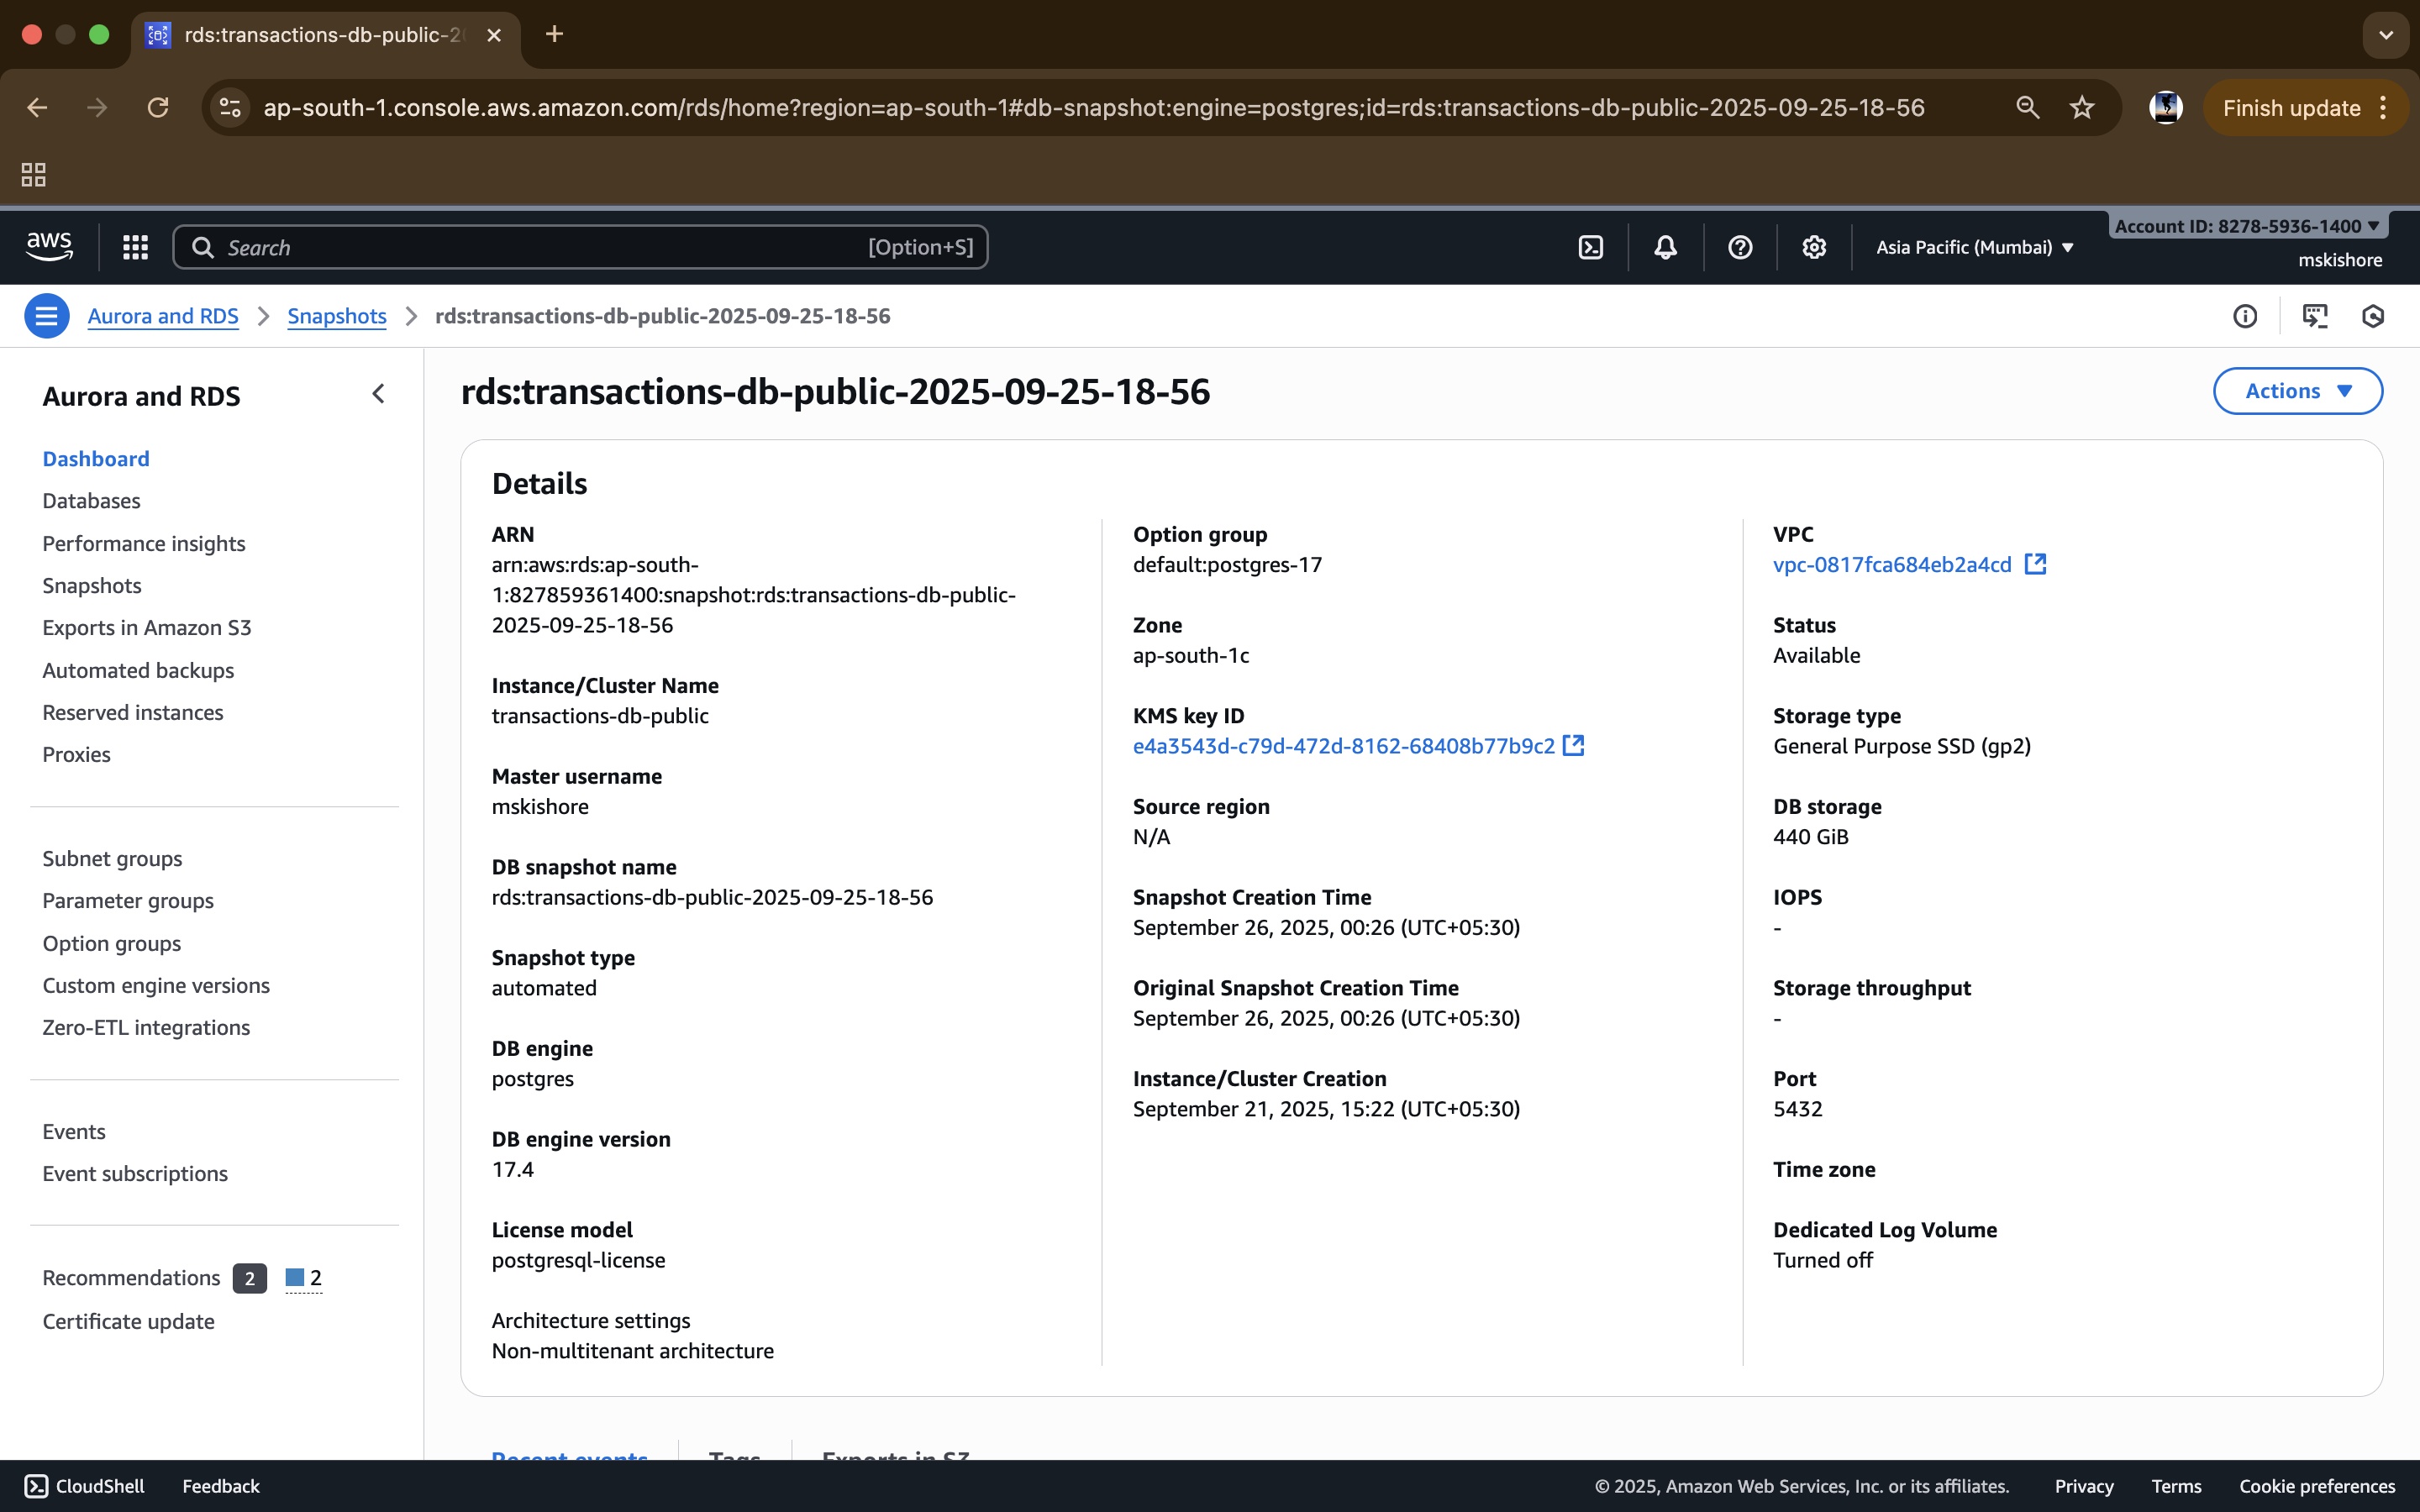 rds:transactions-db-public-2
ap-south-1.console.aws.amazon.com/rds/home?region=ap-south-1#db-snapshot:engine=postgres;id=rds:transactions-db-public-2025-09-25-18-56
Finish update
aws
Search
[Option+S]
Asia Pacific (Mumbai)
Account ID: 8278-5936-1400
mskishore
Aurora and RDS
Snapshots
rds:transactions-db-public-2025-09-25-18-56
Aurora and RDS
Dashboard
Databases
Performance insights
Snapshots
Exports in Amazon S3
Automated backups
Reserved instances
Proxies
Subnet groups
Parameter groups
Option groups
Custom engine versions
Zero-ETL integrations
Events
Event subscriptions
Recommendations 2 2
Certificate update
rds:transactions-db-public-2025-09-25-18-56
Actions
Details
ARN
arn:aws:rds:ap-south-
1:827859361400:snapshot:rds:transactions-db-public-
2025-09-25-18-56
Instance/Cluster Name
transactions-db-public
Master username
mskishore
DB snapshot name
rds:transactions-db-public-2025-09-25-18-56
Snapshot type
automated
DB engine
postgres
DB engine version
17.4
License model
postgresql-license
Architecture settings
Non-multitenant architecture
Option group
default:postgres-17
Zone
ap-south-1c
KMS key ID
e4a3543d-c79d-472d-8162-68408b77b9c2
Source region
N/A
Snapshot Creation Time
September 26, 2025, 00:26 (UTC+05:30)
Original Snapshot Creation Time
September 26, 2025, 00:26 (UTC+05:30)
Instance/Cluster Creation
September 21, 2025, 15:22 (UTC+05:30)
VPC
vpc-0817fca684eb2a4cd
Status
Available
Storage type
General Purpose SSD (gp2)
DB storage
440 GiB
IOPS
-
Storage throughput
-
Port
5432
Time zone
Dedicated Log Volume
Turned off
Recent events
Tags
Exports in S3
CloudShell
Feedback
© 2025, Amazon Web Services, Inc. or its affiliates.
Privacy
Terms
Cookie preferences